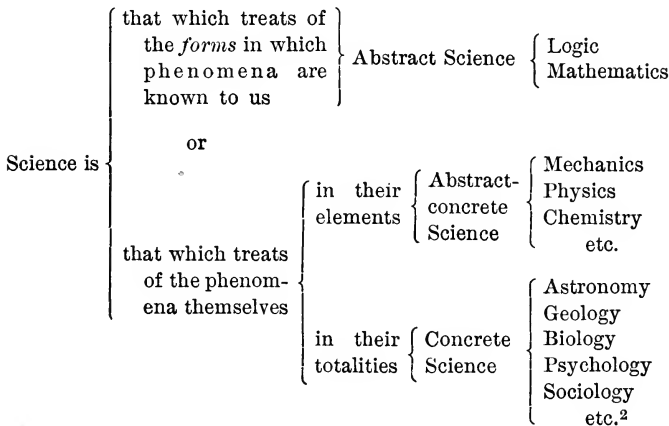 that which treats of
the forms in which
phenomena are
known to us
Abstract Science
Logic
Mathematics
Science is
or
that which treats
of the phenom-
ena themselves
in their
elements
Abstract-
concrete
Science
Mechanics
Physics
Chemistry
etc.
in their
totalities
Concrete
Science
Astronomy
Geology
Biology
Psychology
Sociology
etc.²